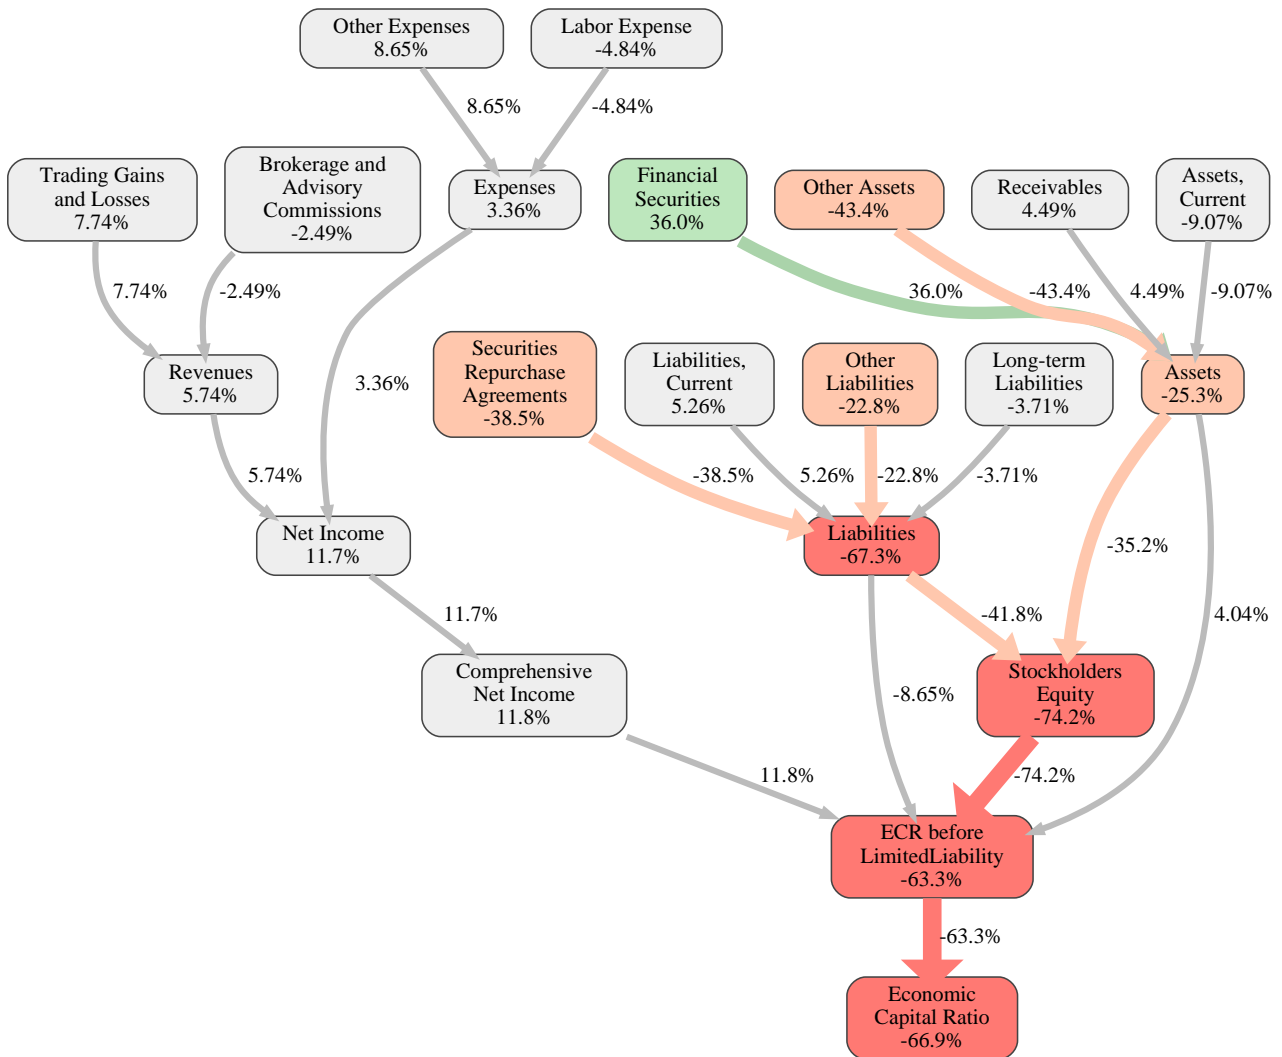 Other Expenses
8.65%
Labor Expense
-4.84%
8.65%
-4.84%
Trading Gains
and Losses
7.74%
Brokerage and
Advisory
Commissions
-2.49%
Expenses
3.36%
Financial
Securities
36.0%
Other Assets
-43.4%
Receivables
4.49%
Assets,
Current
-9.07%
7.74%
-2.49%
36.0%
-43.4%
4.49%
-9.07%
Revenues
5.74%
3.36%
Securities
Repurchase
Agreements
-38.5%
Liabilities,
Current
5.26%
Other
Liabilities
-22.8%
Long-term
Liabilities
-3.71%
Assets
-25.3%
5.74%
-38.5%
5.26%
-22.8%
-3.71%
Net Income
11.7%
Liabilities
-67.3%
-35.2%
11.7%
-41.8%
4.04%
Comprehensive
Net Income
11.8%
-8.65%
Stockholders
Equity
-74.2%
11.8%
-74.2%
ECR before
LimitedLiability
-63.3%
-63.3%
Economic
Capital Ratio
-66.9%